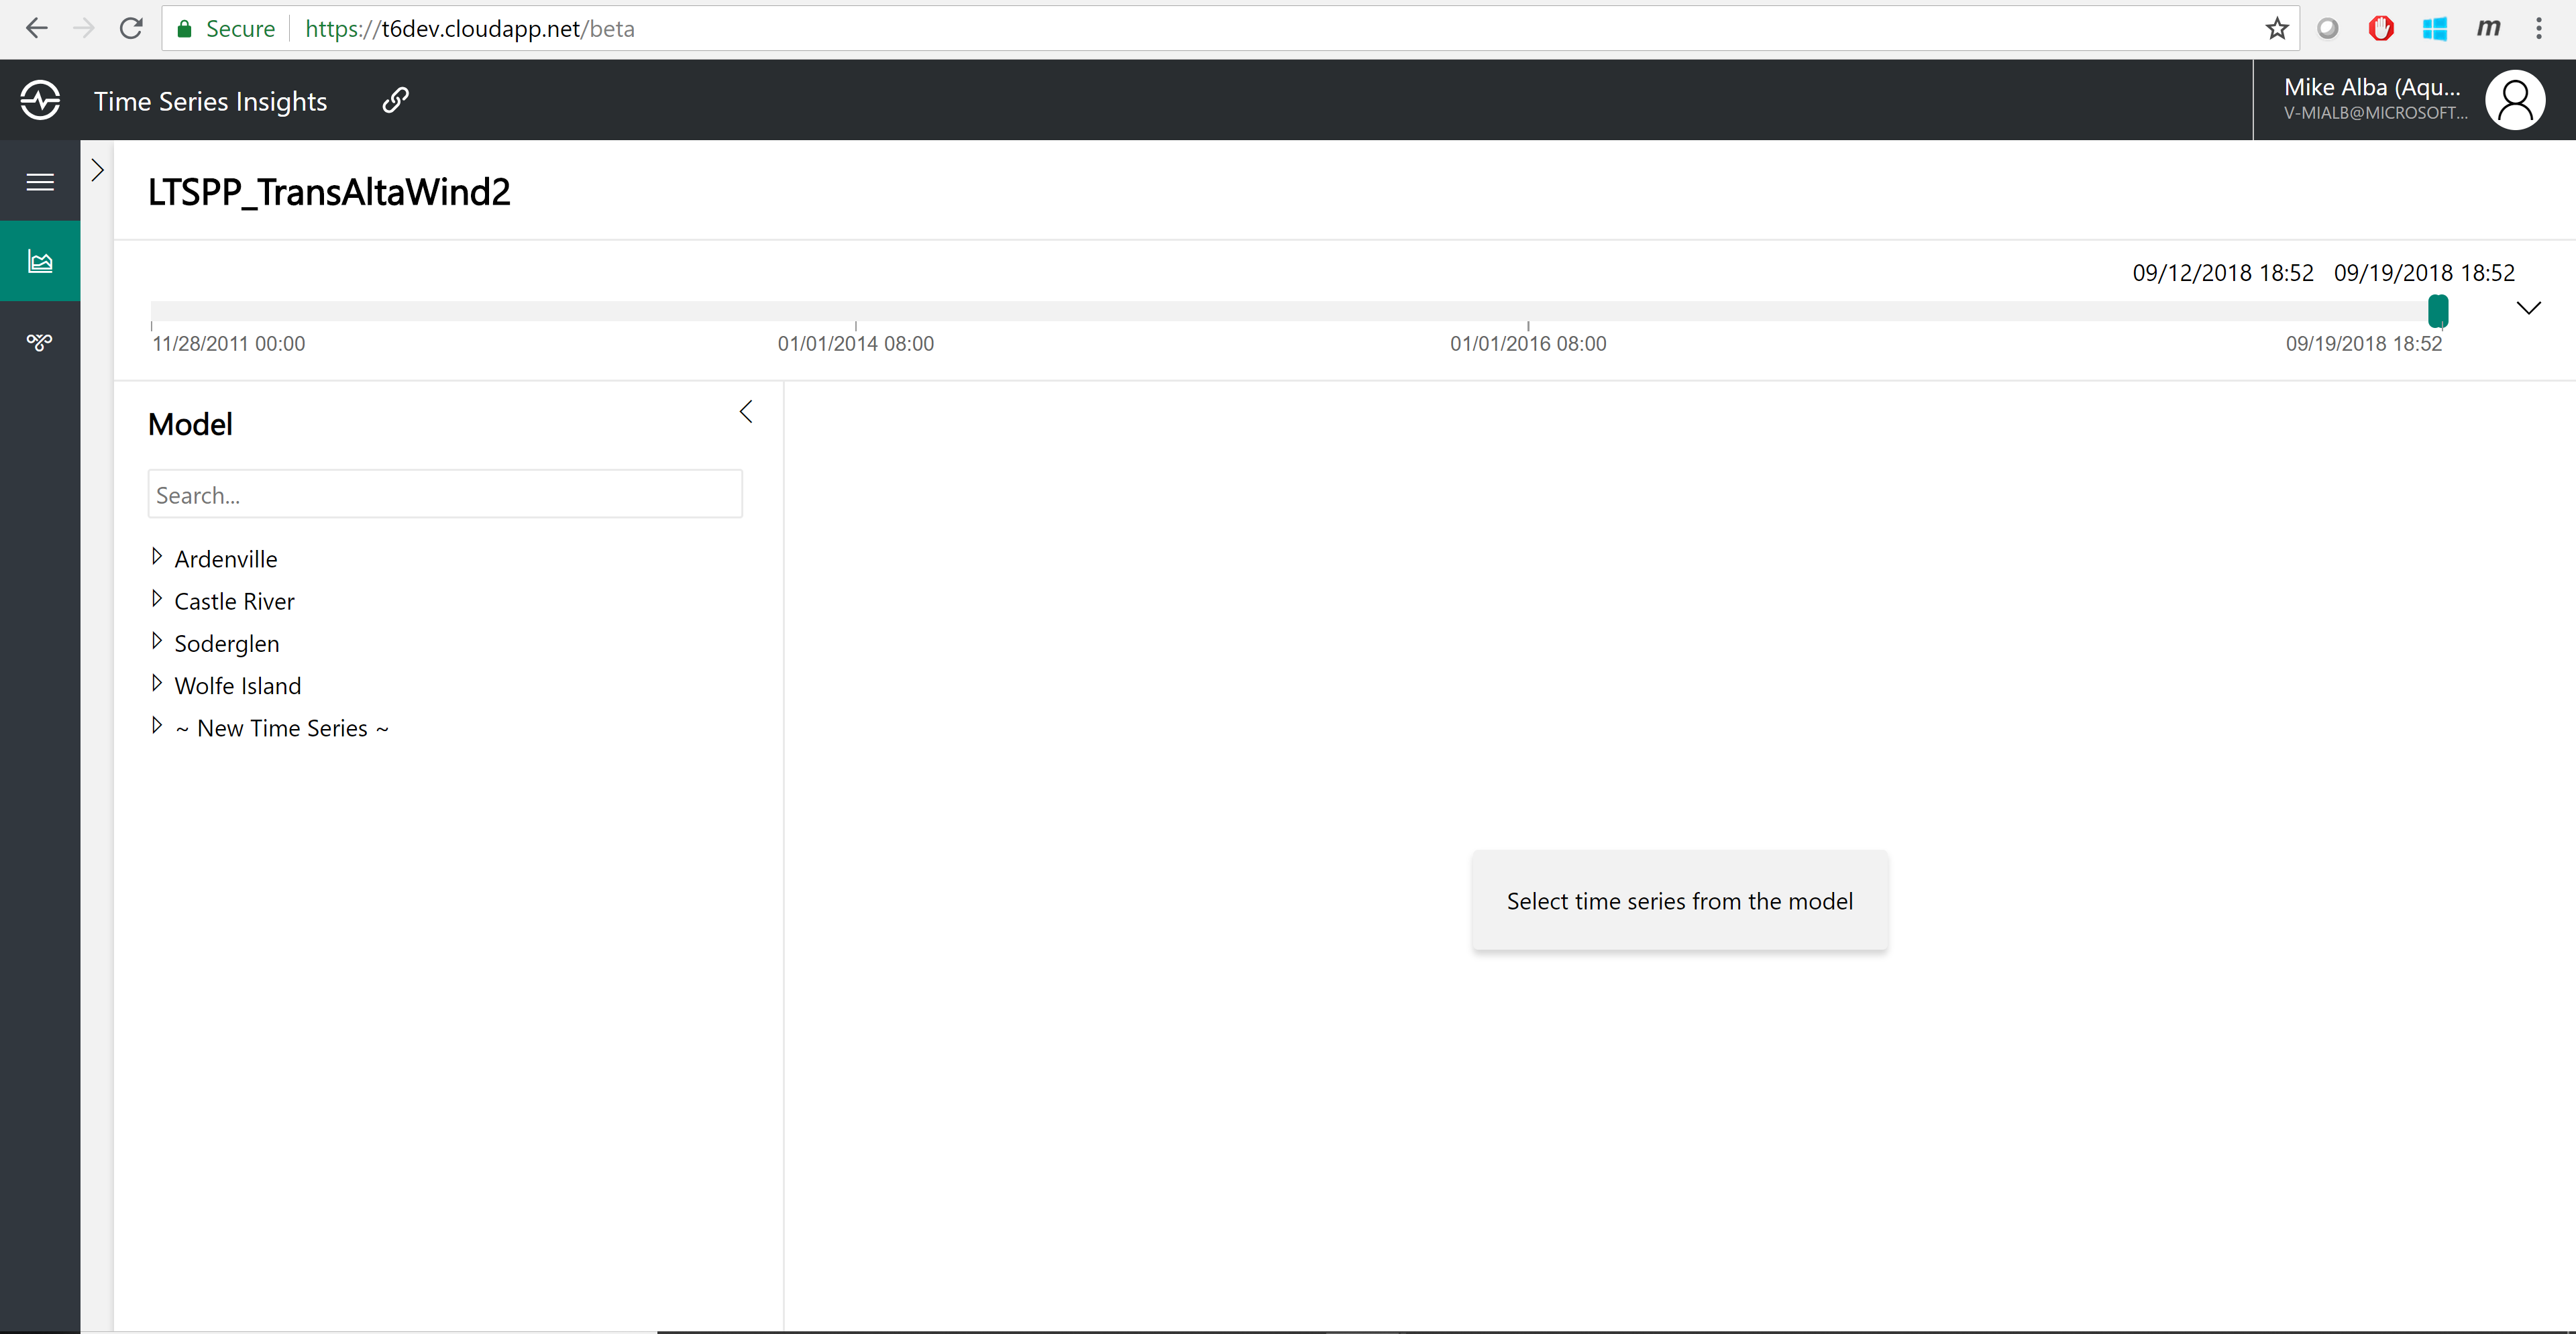 Secure https://t6dev.cloudapp.net/beta
m
Time Series Insights
Mike Alba (Aqu...
V-MIALB@MICROSOFT...
LTSPP_TransAltaWind2
09/12/2018 18:52 09/19/2018 18:52
11/28/2011 00:00 01/01/2014 08:00 01/01/2016 08:00 09/19/2018 18:52
Model
Search...
Ardenville
Castle River
Soderglen
Wolfe Island
~ New Time Series ~
Select time series from the model